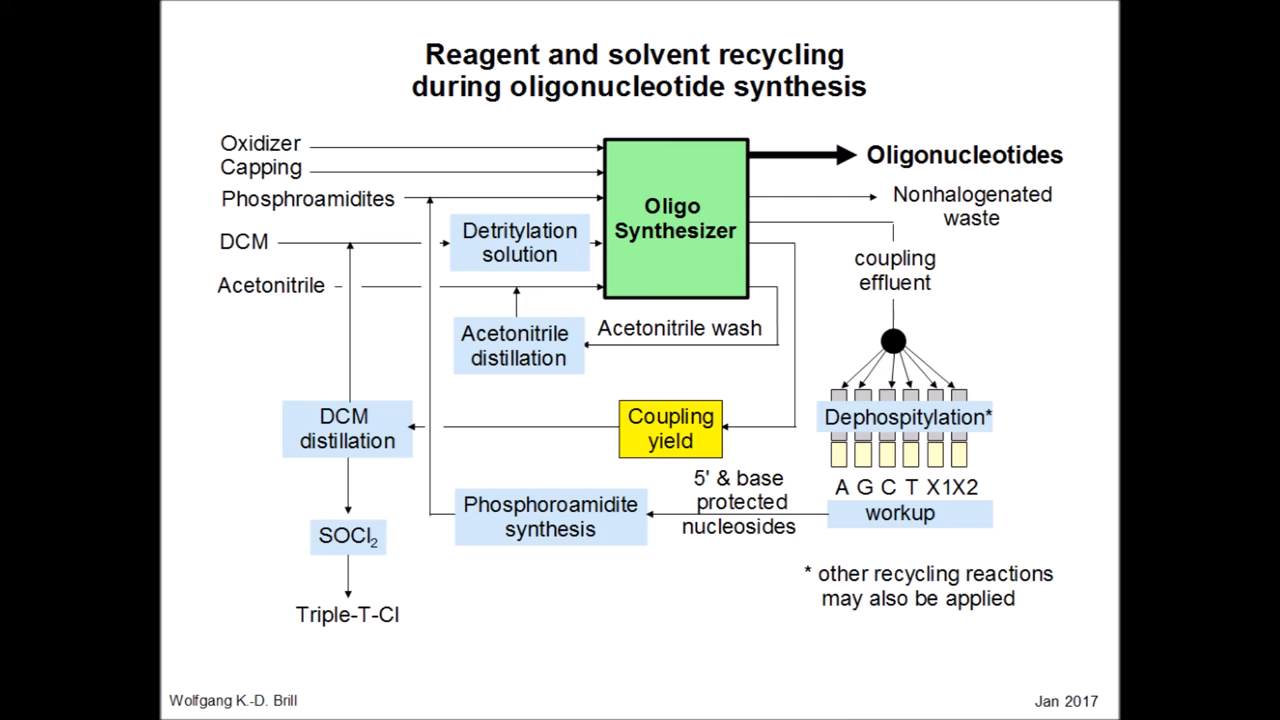 Reagent and solvent recycling
during oligonucleotide synthesis
Oxidizer
Capping
Phosphroamidites
DCM
Acetonitrile
Detritylation
solution
Oligo
Synthesizer
Oligonucleotides
Nonhalogenated
waste
coupling
effluent
Acetonitrile
distillation
Acetonitrile wash
DCM
distillation
Coupling
yield
Dephospitylation*
A G C T X1X2
workup
5' & base
protected
nucleosides
Phosphoroamidite
synthesis
SOCl₂
Triple-T-Cl
* other recycling reactions
may also be applied
Wolfgang K.-D. Brill
Jan 2017